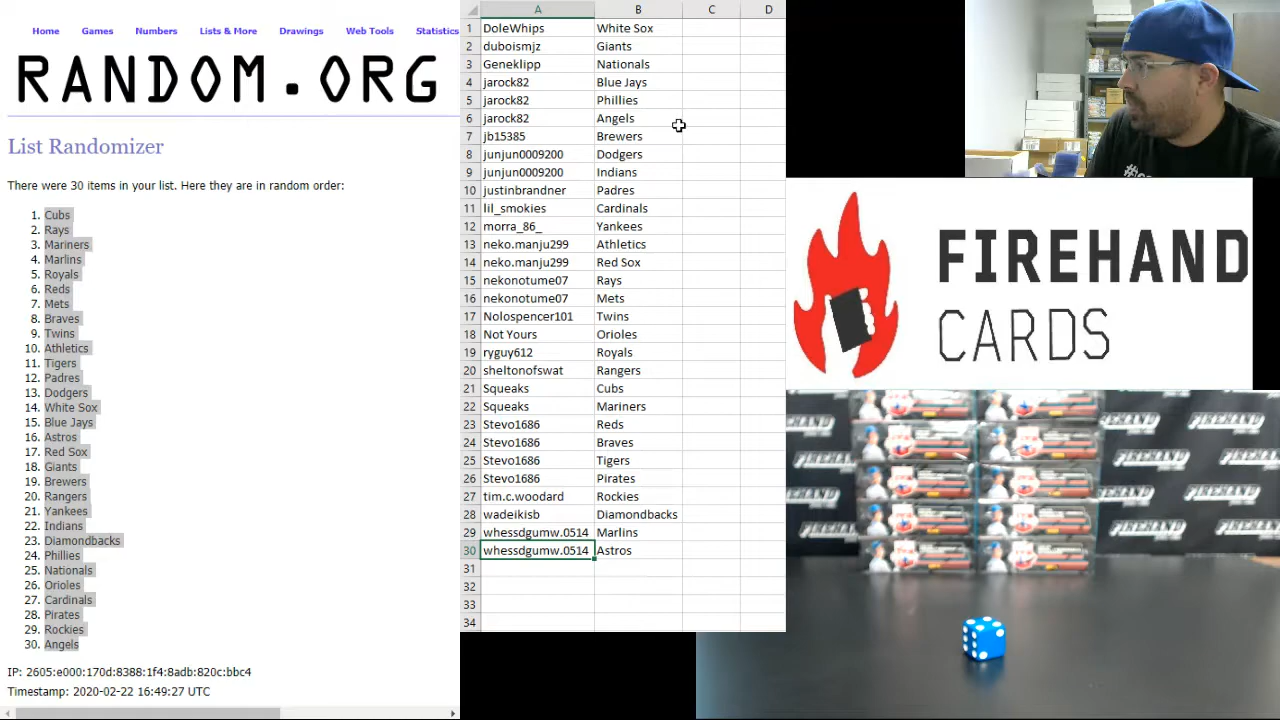 Home Games Numbers Lists & More Drawings Web Tools Statistics
RANDOM.ORG
List Randomizer
There were 30 items in your list. Here they are in random order:
1. Cubs
2. Rays
3. Mariners
4. Marlins
5. Royals
6. Reds
7. Mets
8. Braves
9. Twins
10. Athletics
11. Tigers
12. Padres
13. Dodgers
14. White Sox
15. Blue Jays
16. Astros
17. Red Sox
18. Giants
19. Brewers
20. Rangers
21. Yankees
22. Indians
23. Diamondbacks
24. Phillies
25. Nationals
26. Orioles
27. Cardinals
28. Pirates
29. Rockies
30. Angels
IP: 2605:e000:170d:8388:1f4:8adb:820c:bbc4
Timestamp: 2020-02-22 16:49:27 UTC
A B C D
1 DoleWhips White Sox
2 duboismjz Giants
3 Geneklipp Nationals
4 jarock82 Blue Jays
5 jarock82 Phillies
6 jarock82 Angels
7 jb15385 Brewers
8 junjun0009200 Dodgers
9 junjun0009200 Indians
10 justinbrandner Padres
11 lil_smokies Cardinals
12 morra_86_ Yankees
13 neko.manju299 Athletics
14 neko.manju299 Red Sox
15 nekonotume07 Rays
16 nekonotume07 Mets
17 Nolospencer101 Twins
18 Not Yours Orioles
19 ryguy612 Royals
20 sheltonofswat Rangers
21 Squeaks Cubs
22 Squeaks Mariners
23 Stevo1686 Reds
24 Stevo1686 Braves
25 Stevo1686 Tigers
26 Stevo1686 Pirates
27 tim.c.woodard Rockies
28 wadeikisb Diamondbacks
29 whessdgumw.0514 Marlins
30 whessdgumw.0514 Astros
31
32
33
34
FIREHAND
CARDS
FIREHAND
FIREHAND
FIREHAND
FIREHAND